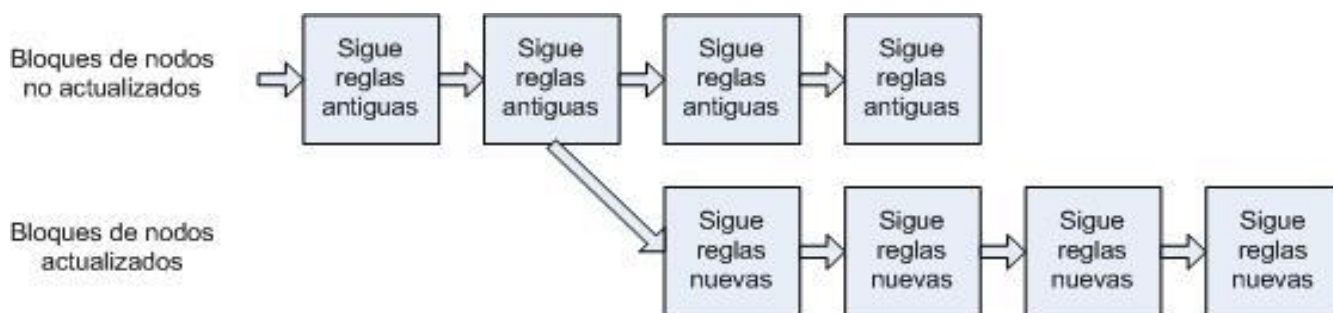 Bloques de nodos
no actualizados
Sigue
reglas
antiguas
Sigue
reglas
antiguas
Sigue
reglas
antiguas
Sigue
reglas
antiguas
Bloques de nodos
actualizados
Sigue
reglas
nuevas
Sigue
reglas
nuevas
Sigue
reglas
nuevas
Sigue
reglas
nuevas